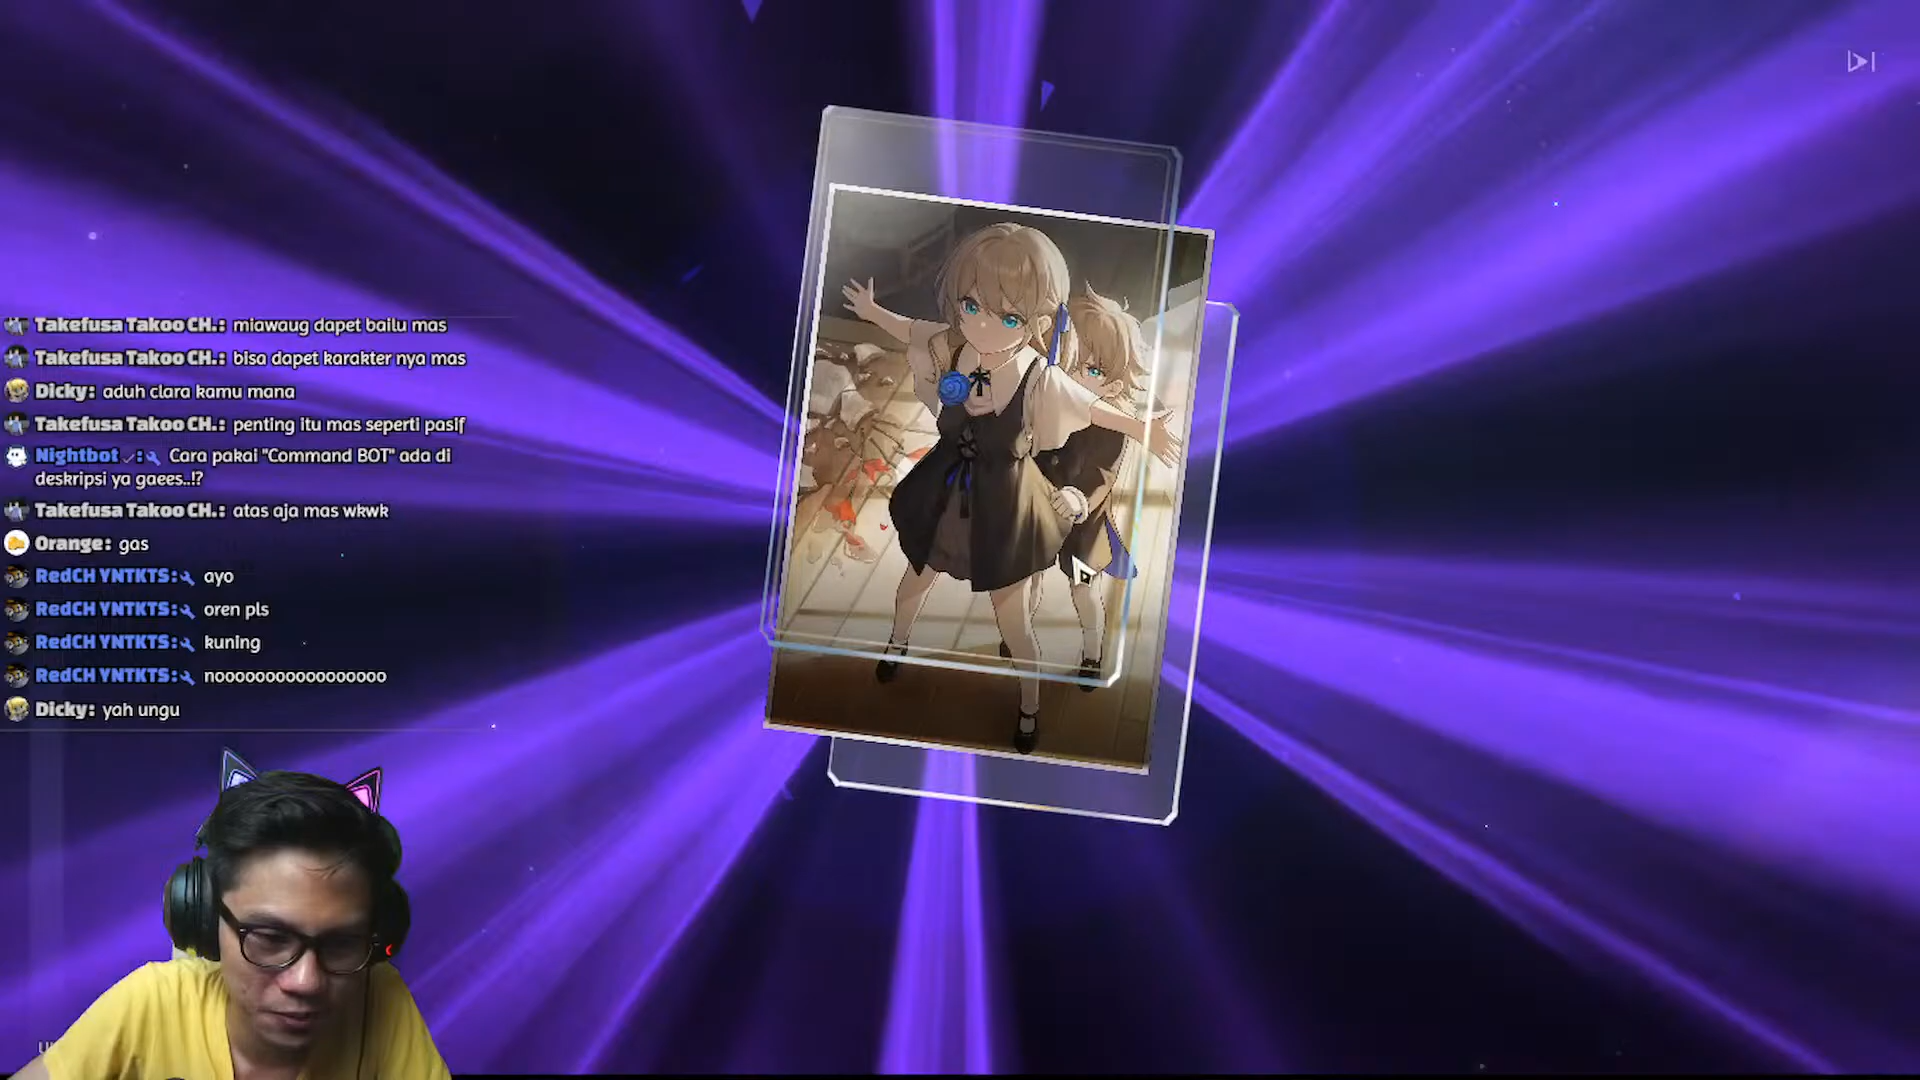 Takefusa Takoo CH.: miawaug dapet bailu mas
Takefusa Takoo CH.: bisa dapet karakter nya mas
Dicky: aduh clara kamu mana
Takefusa Takoo CH.: penting itu mas seperti pasif
Nightbot: Cara pakai "Command BOT" ada di
deskripsi ya gaees..!?
Takefusa Takoo CH.: atas aja mas wkwk
Orange: gas
RedCH YNTKTS: ayo
RedCH YNTKTS: oren pls
RedCH YNTKTS: kuning
RedCH YNTKTS: nooooooooooooooooo
Dicky: yah ungu